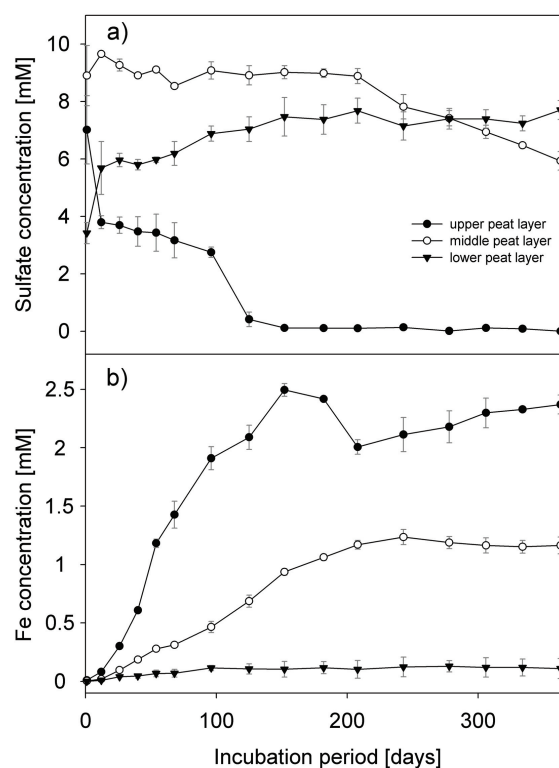 a)
Sulfate concentration [mM]
10
8
6
4
2
0
upper peat layer
middle peat layer
lower peat layer
b)
Fe concentration [mM]
2.5
2
1.5
1
0.5
0
0
100
200
300
Incubation period [days]